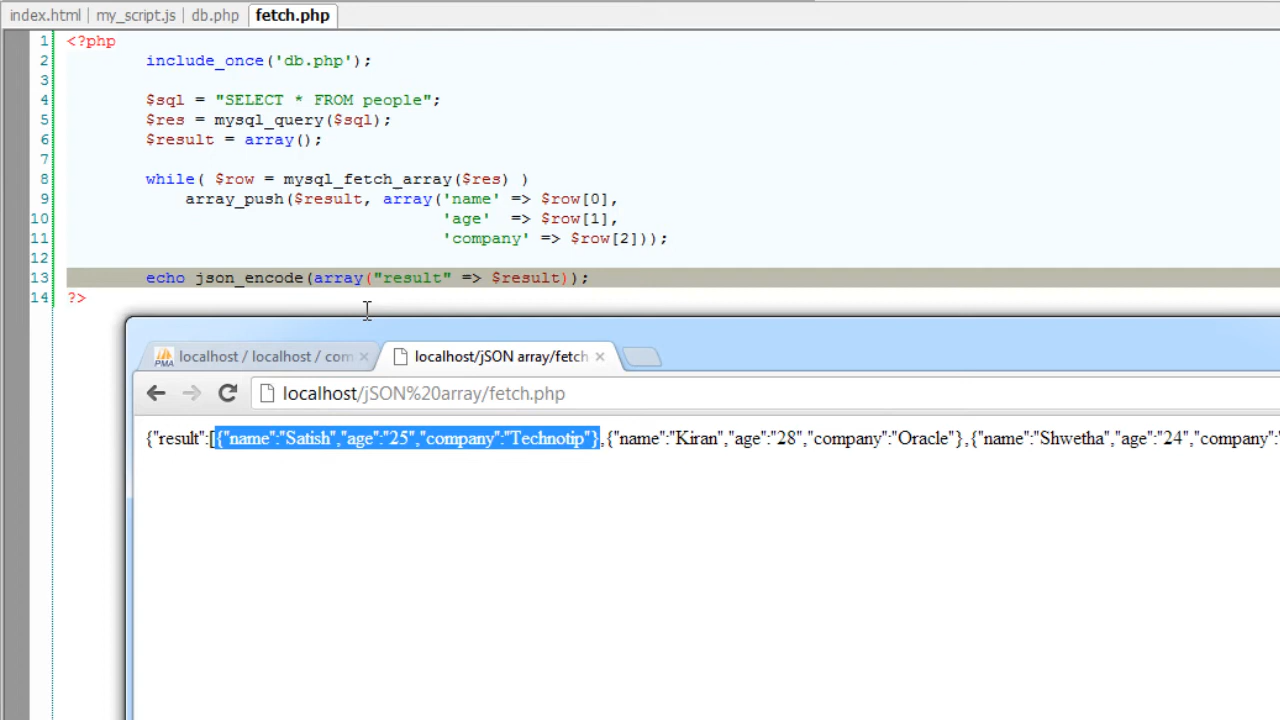 index.html | my_script.js | db.php | fetch.php
1 <?php
2 include_once('db.php');
3
4 $sql = "SELECT * FROM people";
5 $res = mysql_query($sql);
6 $result = array();
7
8 while( $row = mysql_fetch_array($res) )
9 array_push($result, array('name' => $row[0],
10 'age' => $row[1],
11 'company' => $row[2]));
12
13 echo json_encode(array("result" => $result));
14 ?>
PMA localhost / localhost / com × localhost/jSON array/fetch ×
localhost/jSON%20array/fetch.php
{"result":[{"name":"Satish","age":"25","company":"Technotip"},{"name":"Kiran","age":"28","company":"Oracle"},{"name":"Shwetha","age":"24","company":"